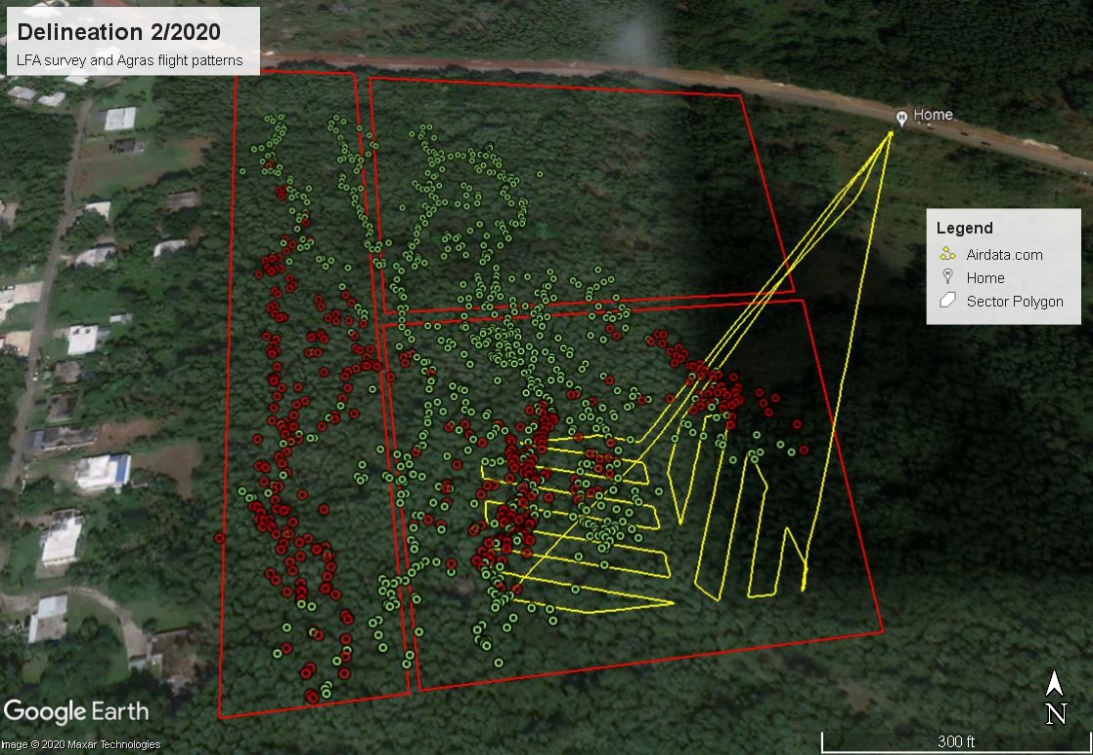 Delineation 2/2020
LFA survey and Agras flight patterns
Home
Legend
Airdata.com
Home
Sector Polygon
Google Earth
Image © 2020 Maxar Technologies
N
300 ft